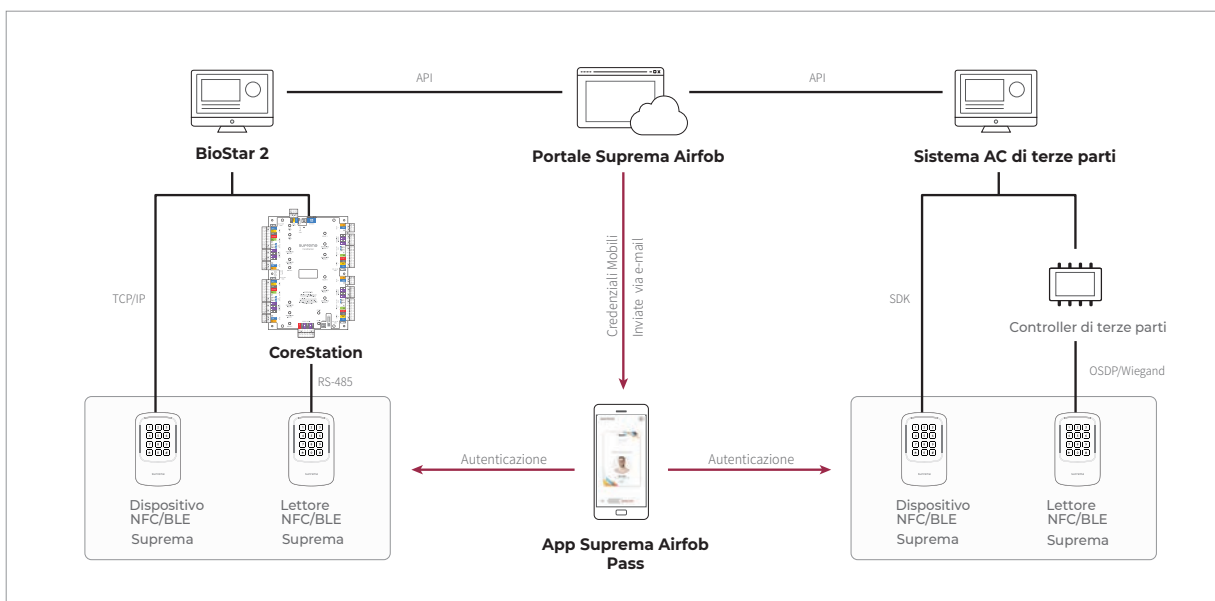 API
API
BioStar 2
Portale Suprema Airfob
Sistema AC di terze parti
suprema
TCP/IP
Credenziali Mobili
Inviate via e-mail
SDK
Controller di terze parti
CoreStation
RS-485
OSDP/Wiegand
Autenticazione
Autenticazione
Dispositivo
NFC/BLE
Suprema
Lettore
NFC/BLE
Suprema
App Suprema Airfob
Pass
Dispositivo
NFC/BLE
Suprema
Lettore
NFC/BLE
Suprema